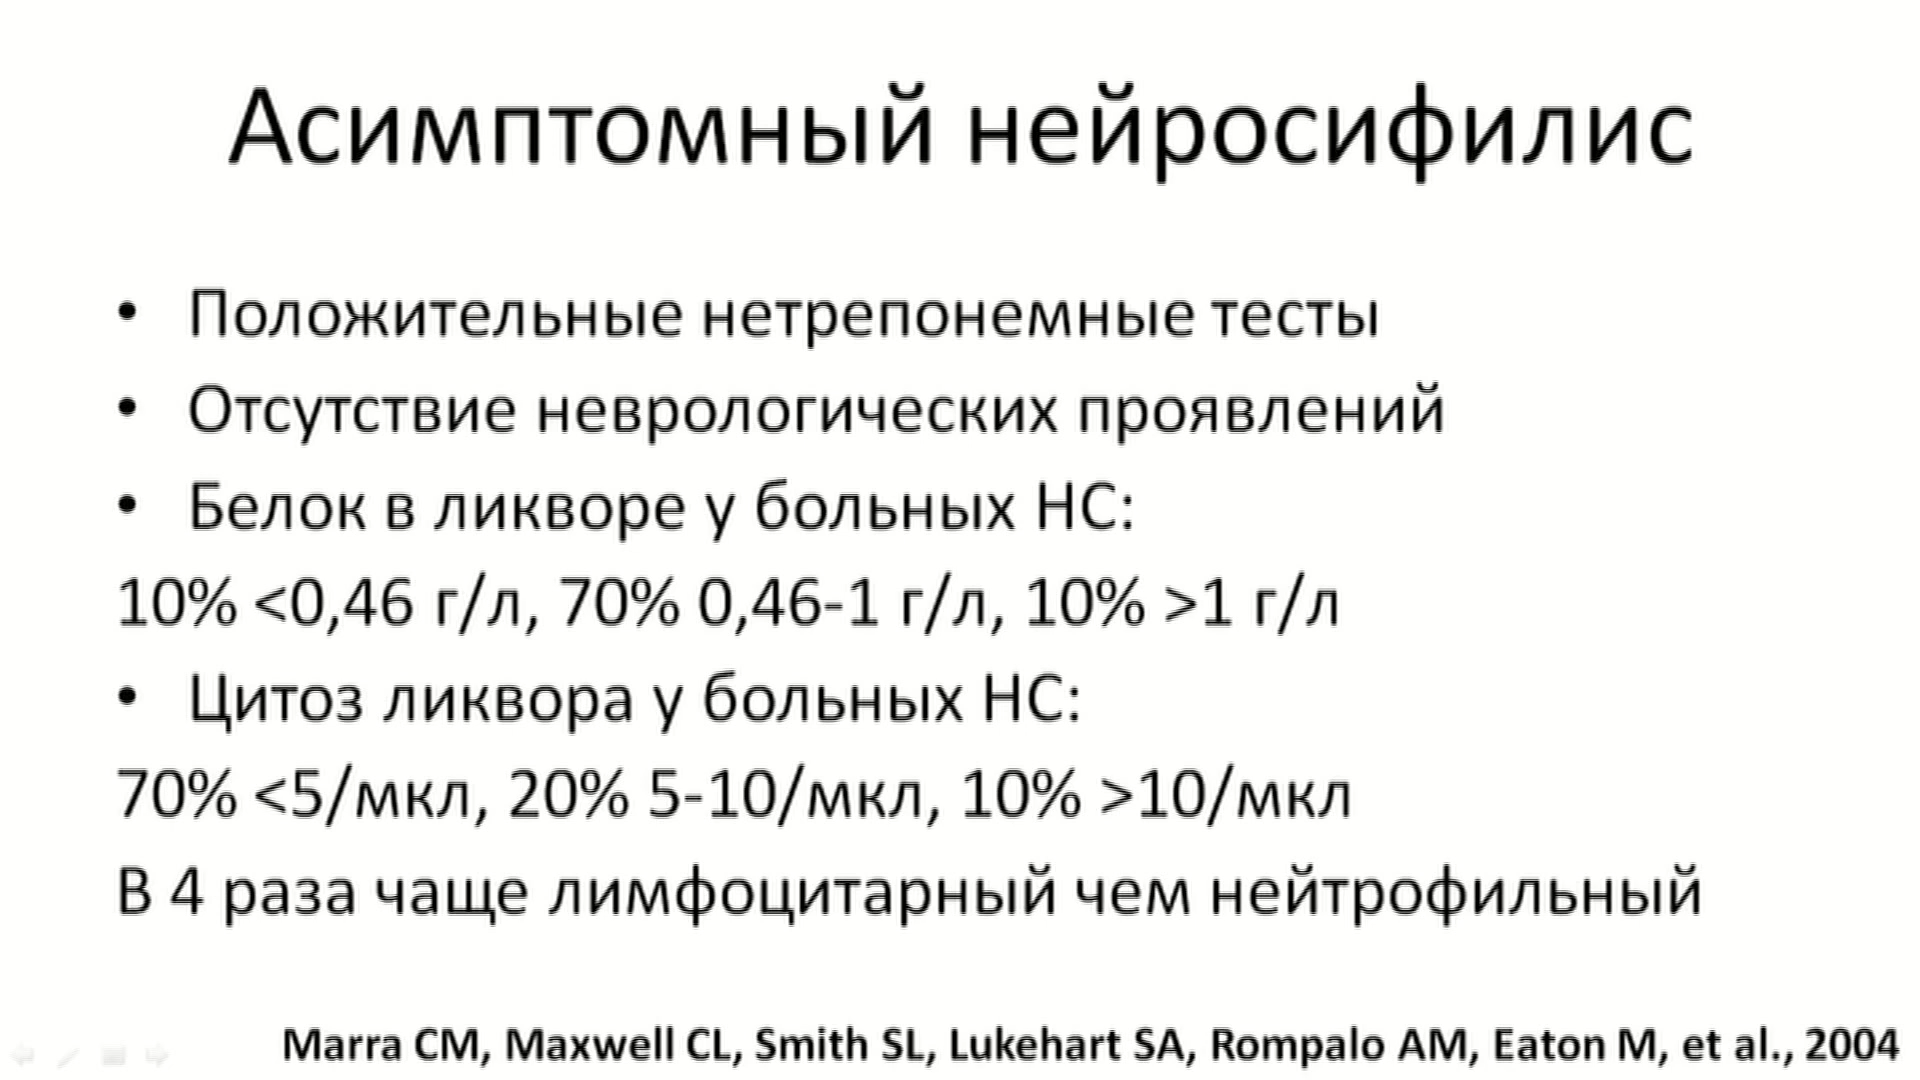 Асимптомный нейросифилис
• Положительные нетрепонемные тесты
• Отсутствие неврологических проявлений
• Белок в ликворе у больных НС:
10% <0,46 г/л, 70% 0,46-1 г/л, 10% >1 г/л
• Цитоз ликвора у больных НС:
70% <5/мкл, 20% 5-10/мкл, 10% >10/мкл
В 4 раза чаще лимфоцитарный чем нейтрофильный
Marra CM, Maxwell CL, Smith SL, Lukehart SA, Rompalo AM, Eaton M, et al., 2004